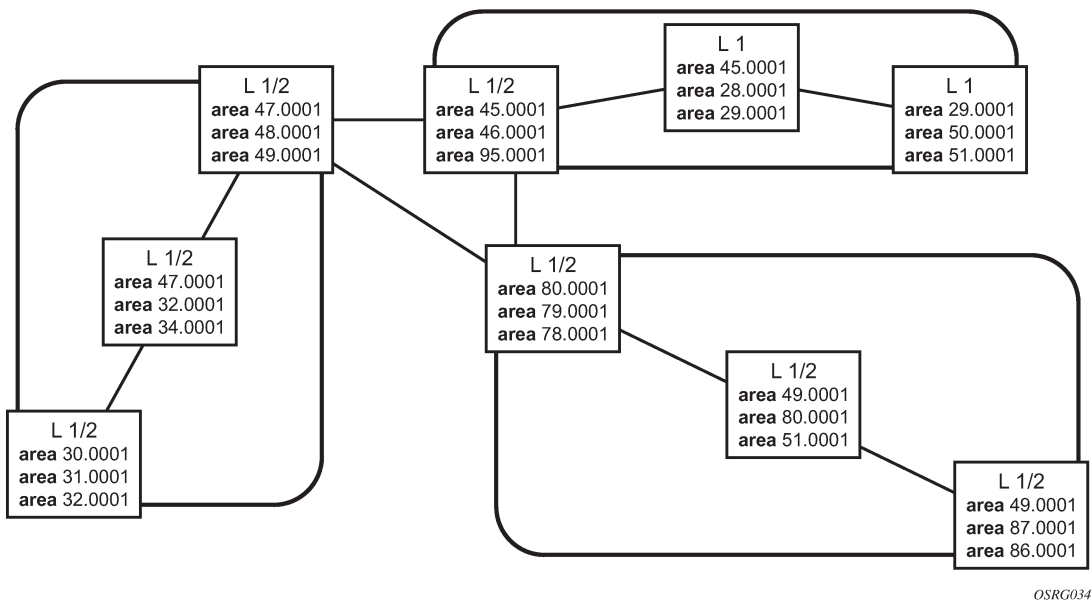 L 1
area 45.0001
area 28.0001
area 29.0001
L 1/2
area 47.0001
area 48.0001
area 49.0001
L 1/2
area 45.0001
area 46.0001
area 95.0001
L 1
area 29.0001
area 50.0001
area 51.0001
L 1/2
area 47.0001
area 32.0001
area 34.0001
L 1/2
area 80.0001
area 79.0001
area 78.0001
L 1/2
area 49.0001
area 80.0001
area 51.0001
L 1/2
area 30.0001
area 31.0001
area 32.0001
L 1/2
area 49.0001
area 87.0001
area 86.0001
OSRG034